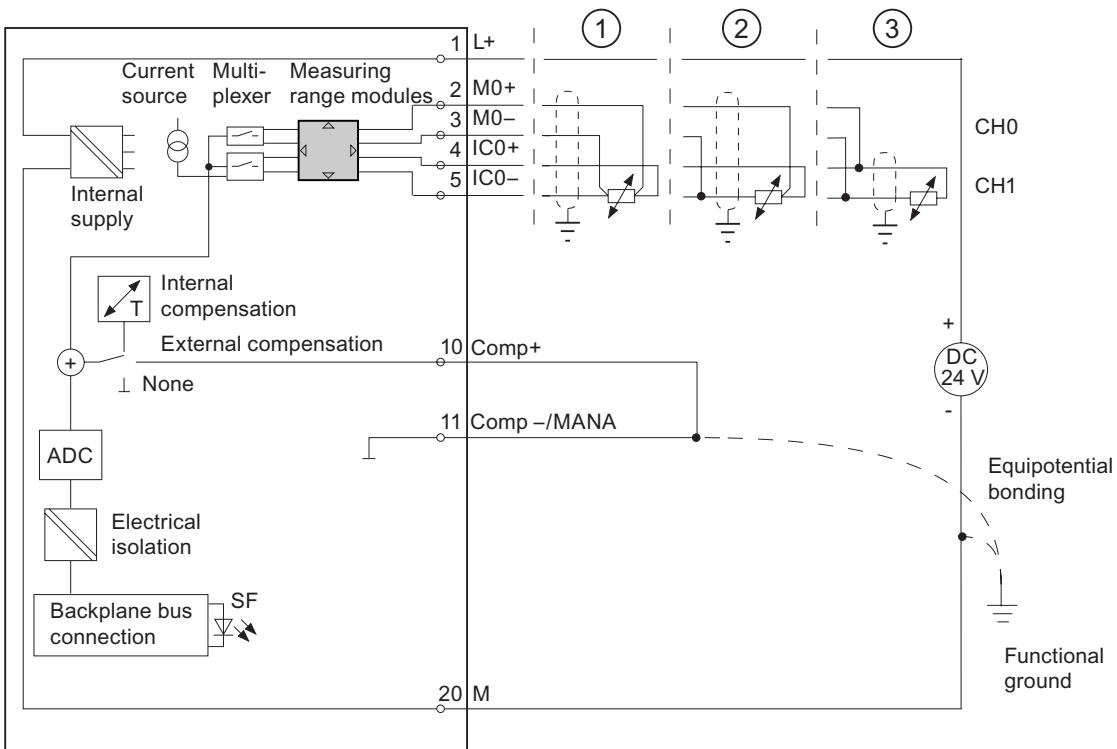 1 L+
1 2 3
Current source
Multi-
plexer
Measuring
range modules
2 M0+
3 M0–
4 IC0+
5 IC0–
CH0
CH1
Internal
supply
T
Internal
compensation
External compensation
None
+
10 Comp+
11 Comp –/MANA
+
DC
24 V
-
ADC
Equipotential
bonding
Electrical
isolation
Backplane bus
connection
SF
Functional
ground
20 M